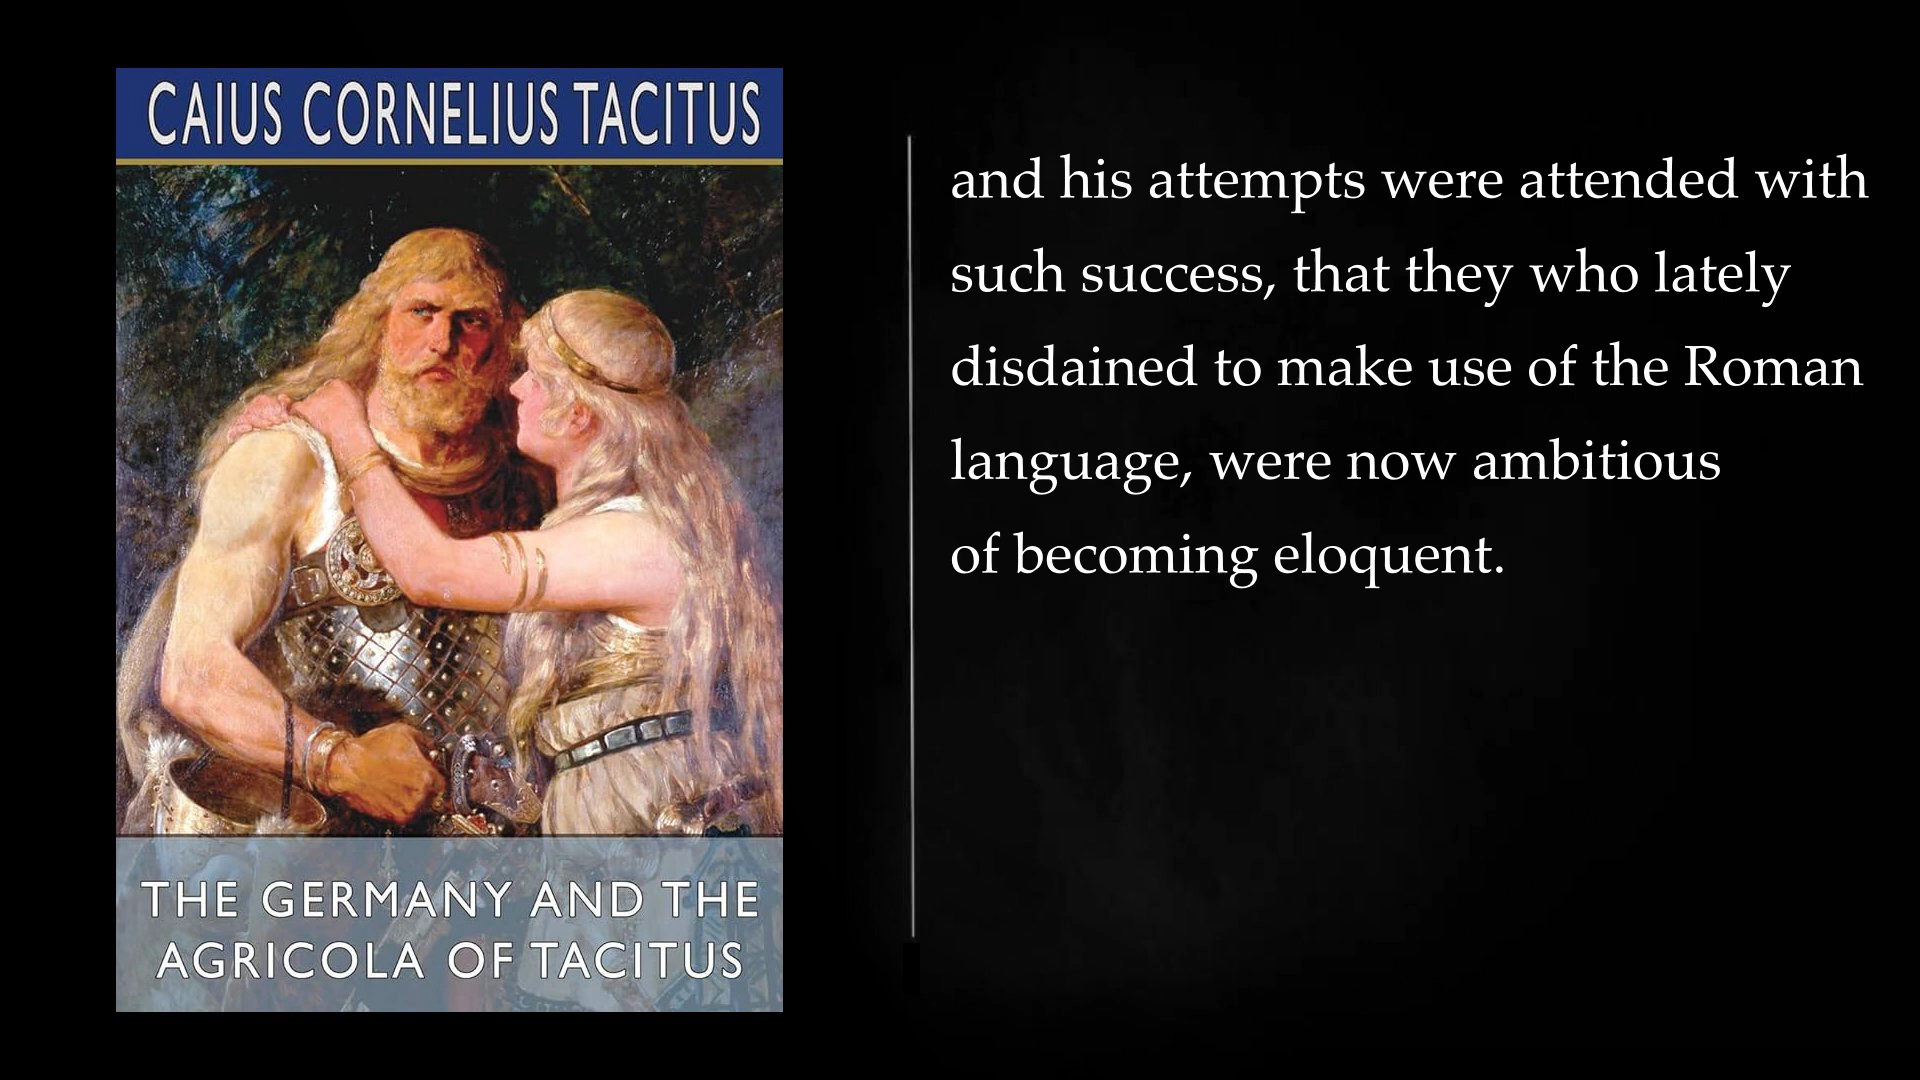 CAIUS CORNELIUS TACITUS
THE GERMANY AND THE
AGRICOLA OF TACITUS
and his attempts were attended with
such success, that they who lately
disdained to make use of the Roman
language, were now ambitious
of becoming eloquent.